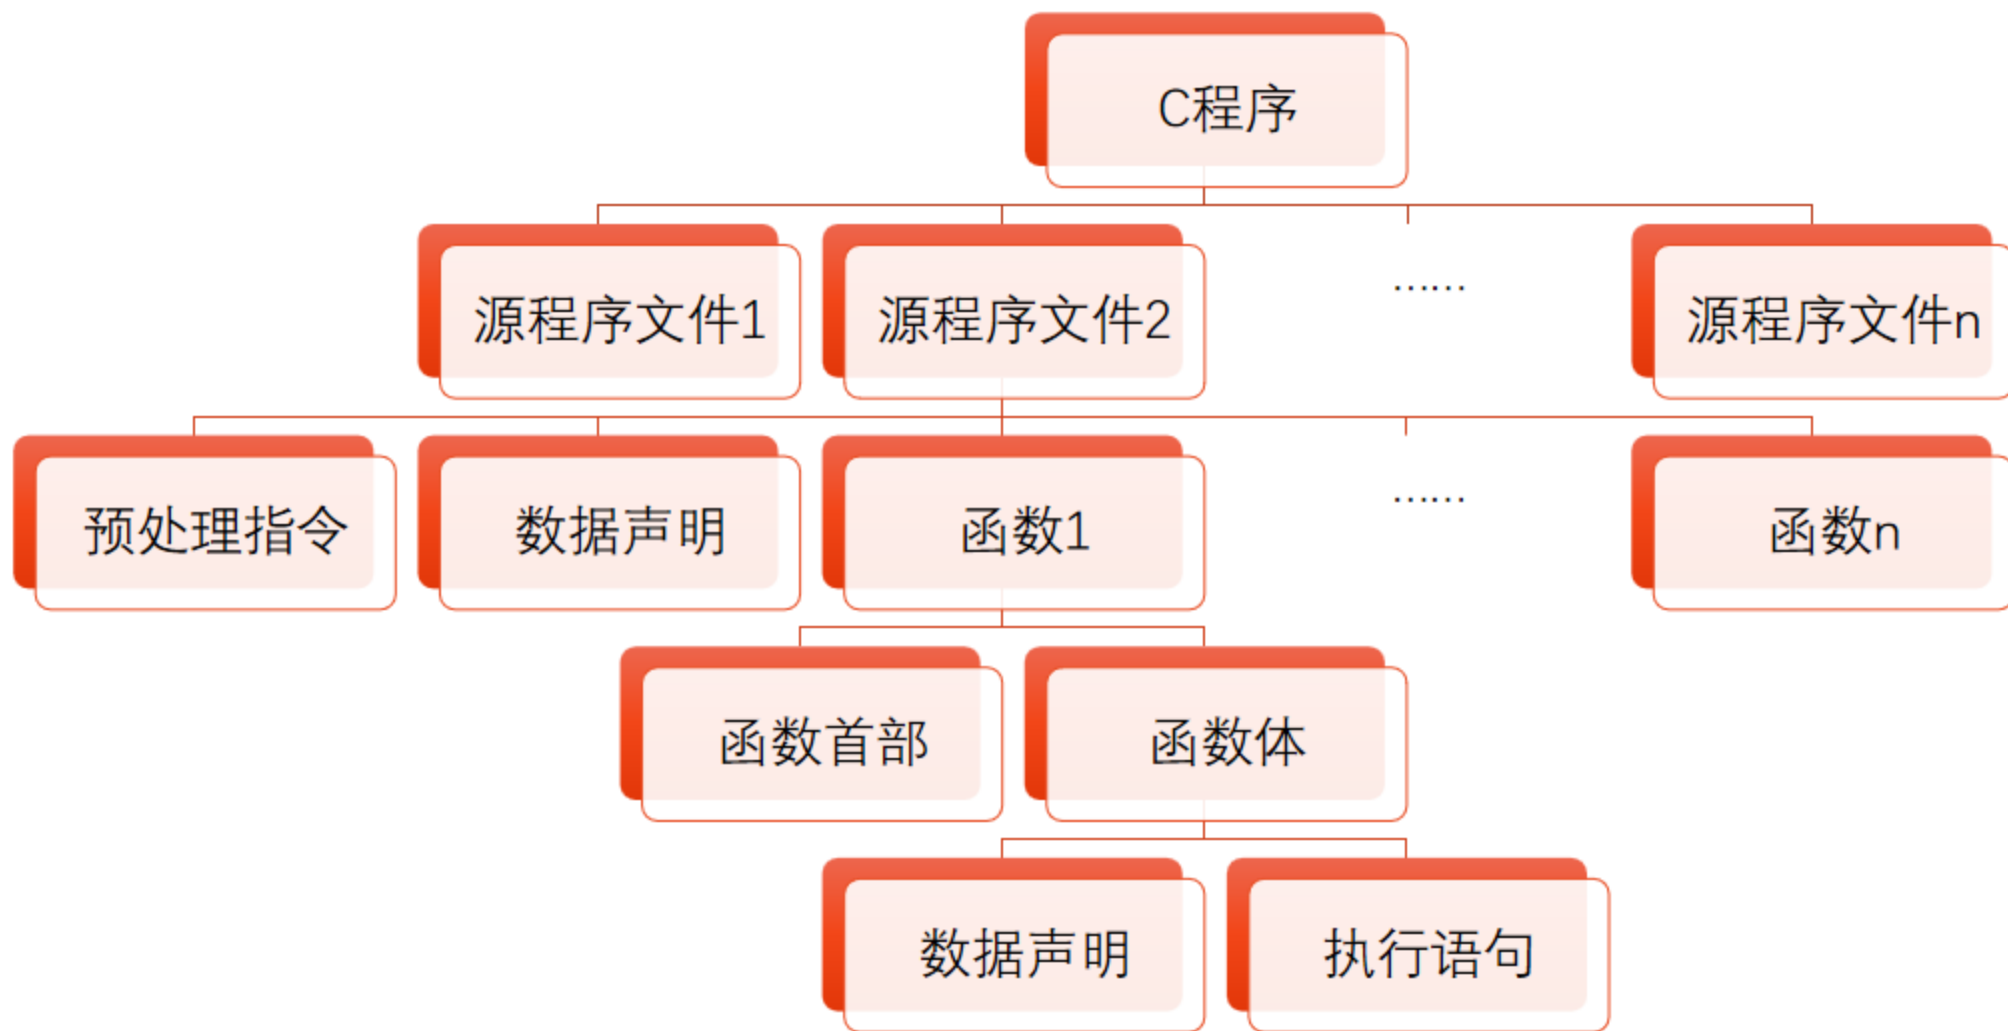 C程序
源程序文件1
源程序文件2
……
源程序文件n
预处理指令
数据声明
函数1
……
函数n
函数首部
函数体
数据声明
执行语句